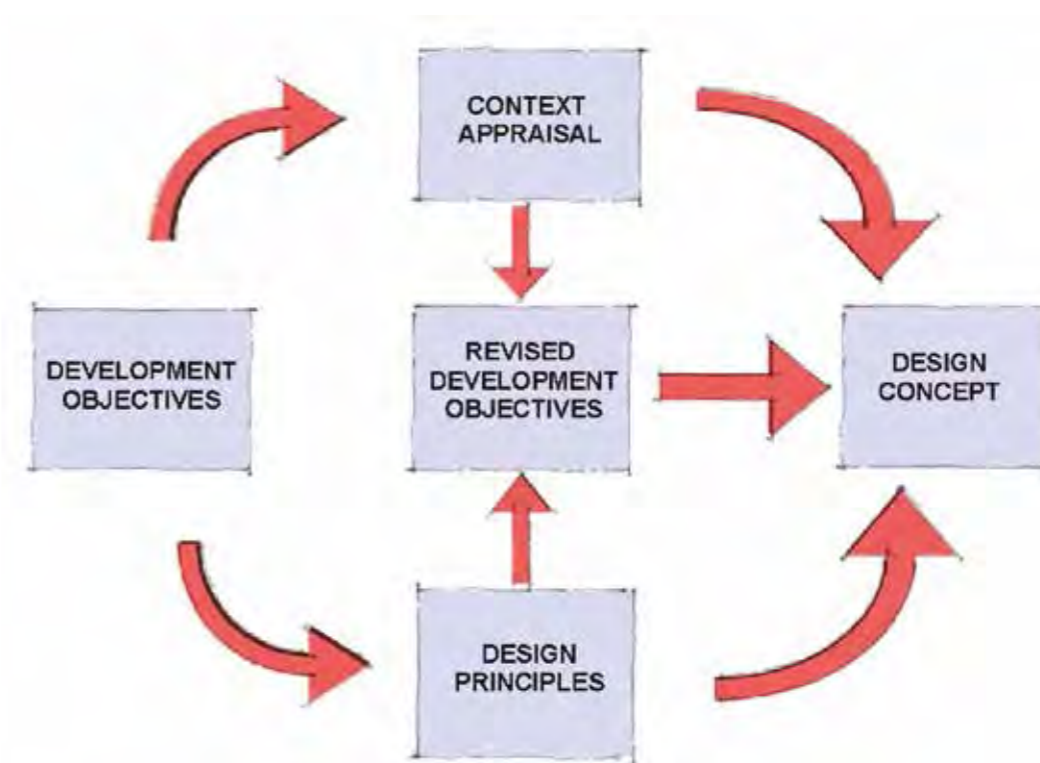 CONTEXT
APPRAISAL
DEVELOPMENT
OBJECTIVES
REVISED
DEVELOPMENT
OBJECTIVES
DESIGN
CONCEPT
DESIGN
PRINCIPLES